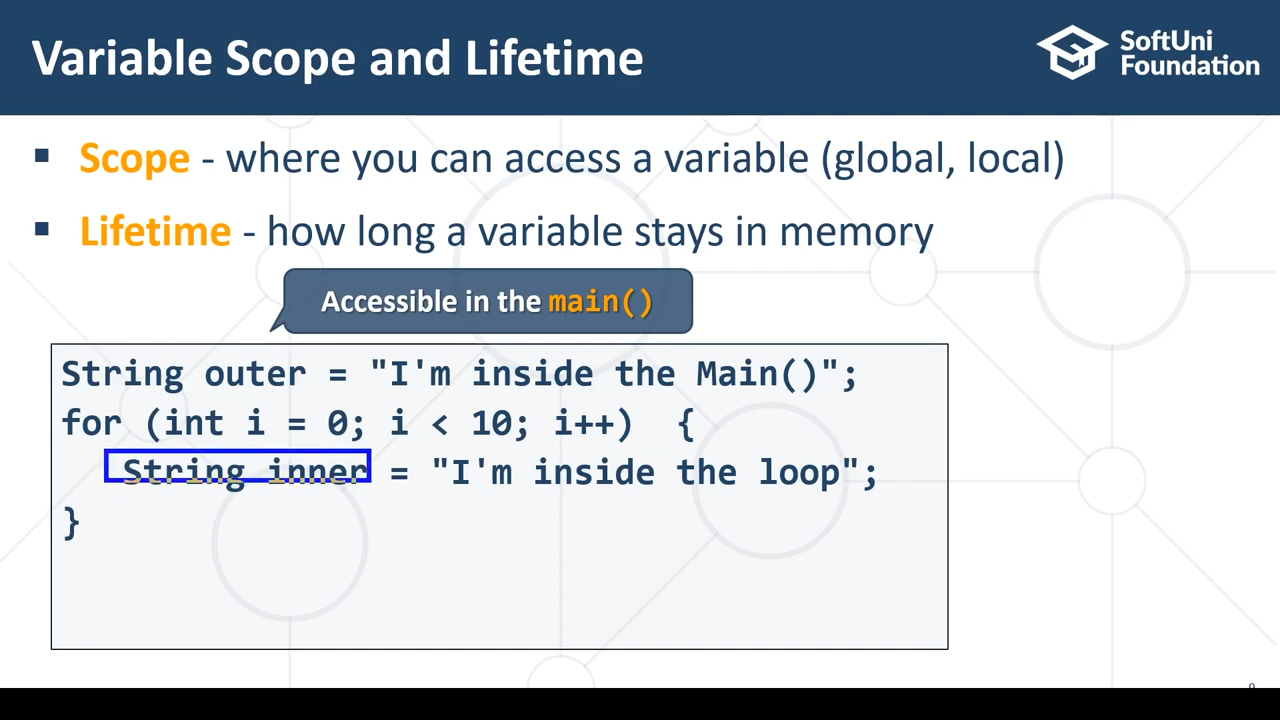 Variable Scope and Lifetime
SoftUni
Foundation
▪ Scope - where you can access a variable (global, local)
▪ Lifetime - how long a variable stays in memory
Accessible in the main()
String outer = "I'm inside the Main()";
for (int i = 0; i < 10; i++) {
String inner = "I'm inside the loop";
}